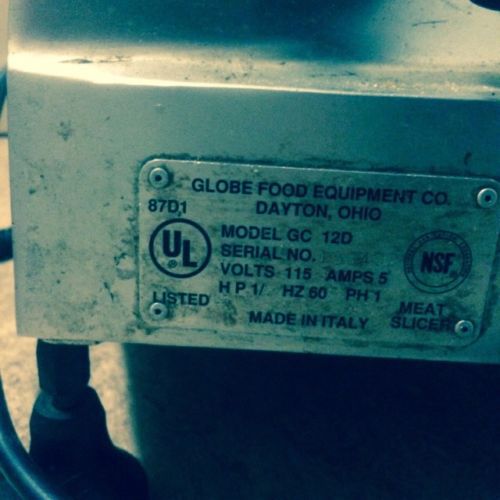 GLOBE FOOD EQUIPMENT CO.
DAYTON, OHIO
87D1
UL
®
LISTED
MODEL GC 12D
SERIAL NO.
VOLTS 115 AMPS 5
H P 1/ HZ 60 PH 1
MADE IN ITALY
NSF
MEAT
SLICER